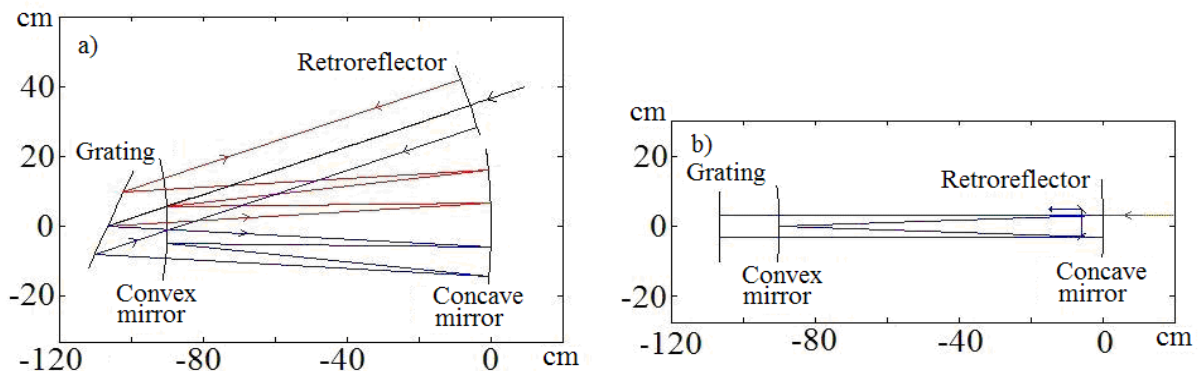 cm
a)
Retroreflector
40
Grating
20
0
-20
Convex
mirror
Concave
mirror
-120
-80
-40
0
cm
cm
20
b)
Grating
Retroreflector
0
Convex
mirror
Concave
mirror
-20
-120
-80
-40
0
cm